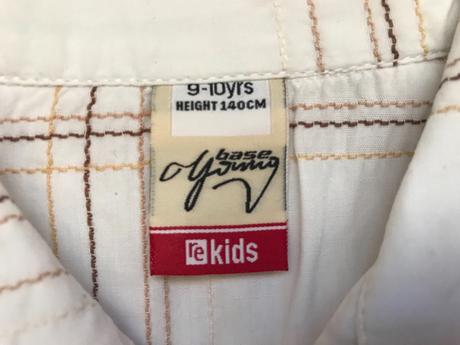 9-10yrs
HEIGHT 140CM
base
young
re kids